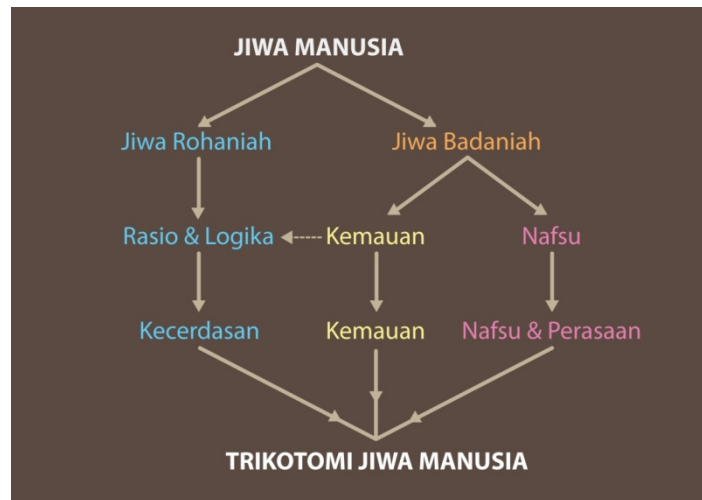 JIWA MANUSIA
Jiwa Rohaniah
Jiwa Badaniah
Rasio & Logika
Kemauan
Nafsu
Kecerdasan
Kemauan
Nafsu & Perasaan
TRIKOTOMI JIWA MANUSIA